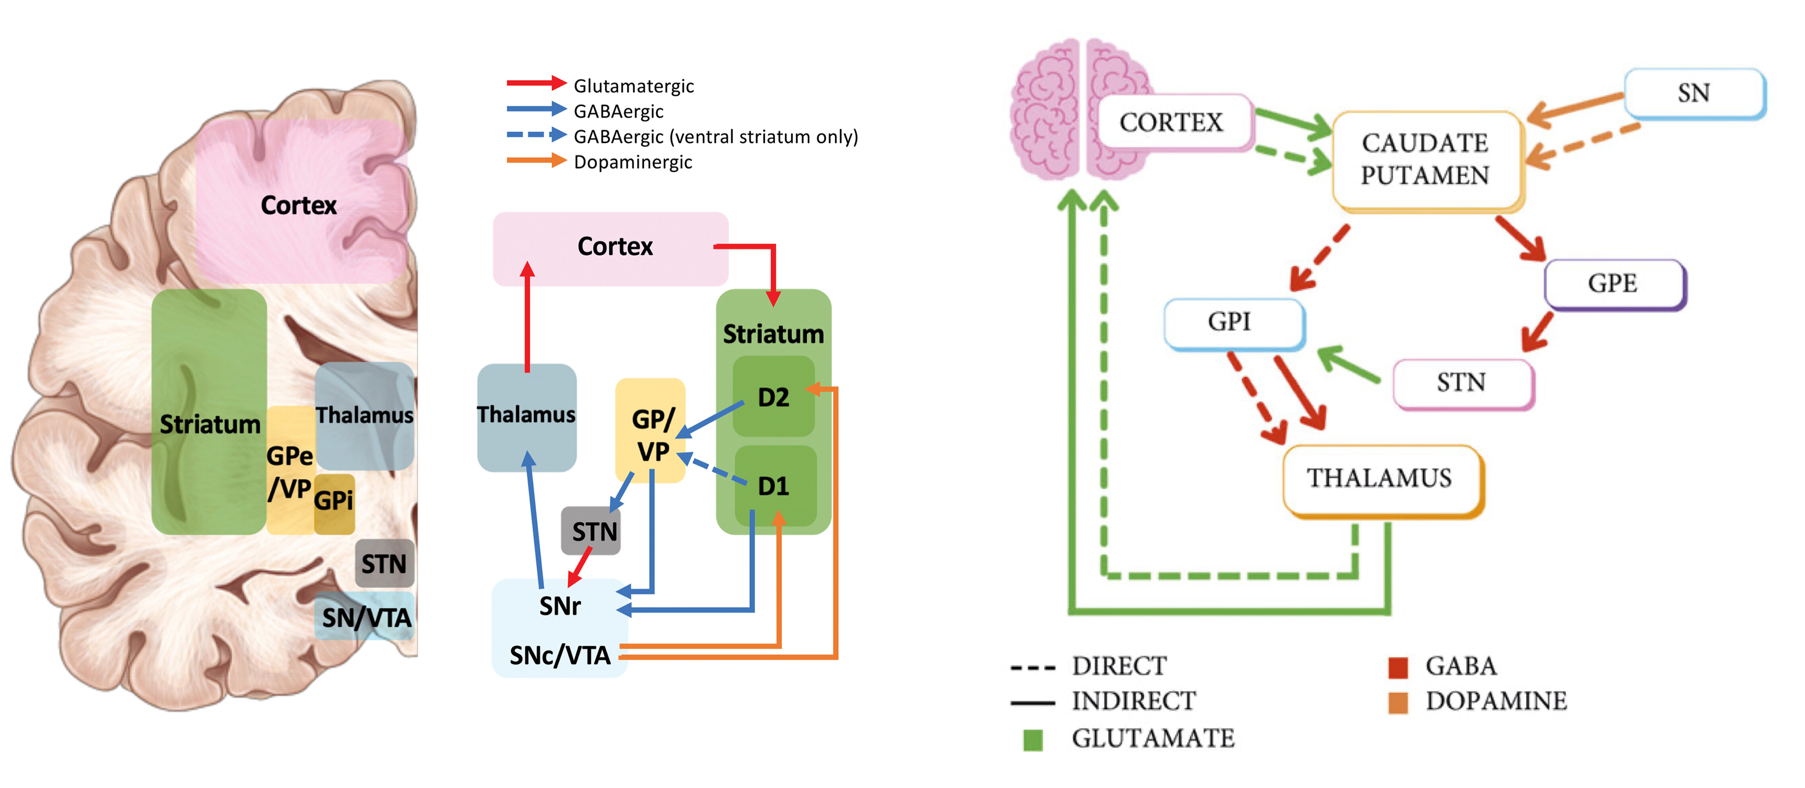 Cortex
Striatum
Thalamus
GPe
/VP
GPi
STN
SN/VTA
Glutamatergic
GABAergic
GABAergic (ventral striatum only)
Dopaminergic
Cortex
Striatum
D2
Thalamus
GP/
VP
D1
STN
SNr
SNc/VTA
CORTEX
SN
CAUDATE
PUTAMEN
GPE
GPI
STN
THALAMUS
DIRECT
INDIRECT
GLUTAMATE
GABA
DOPAMINE